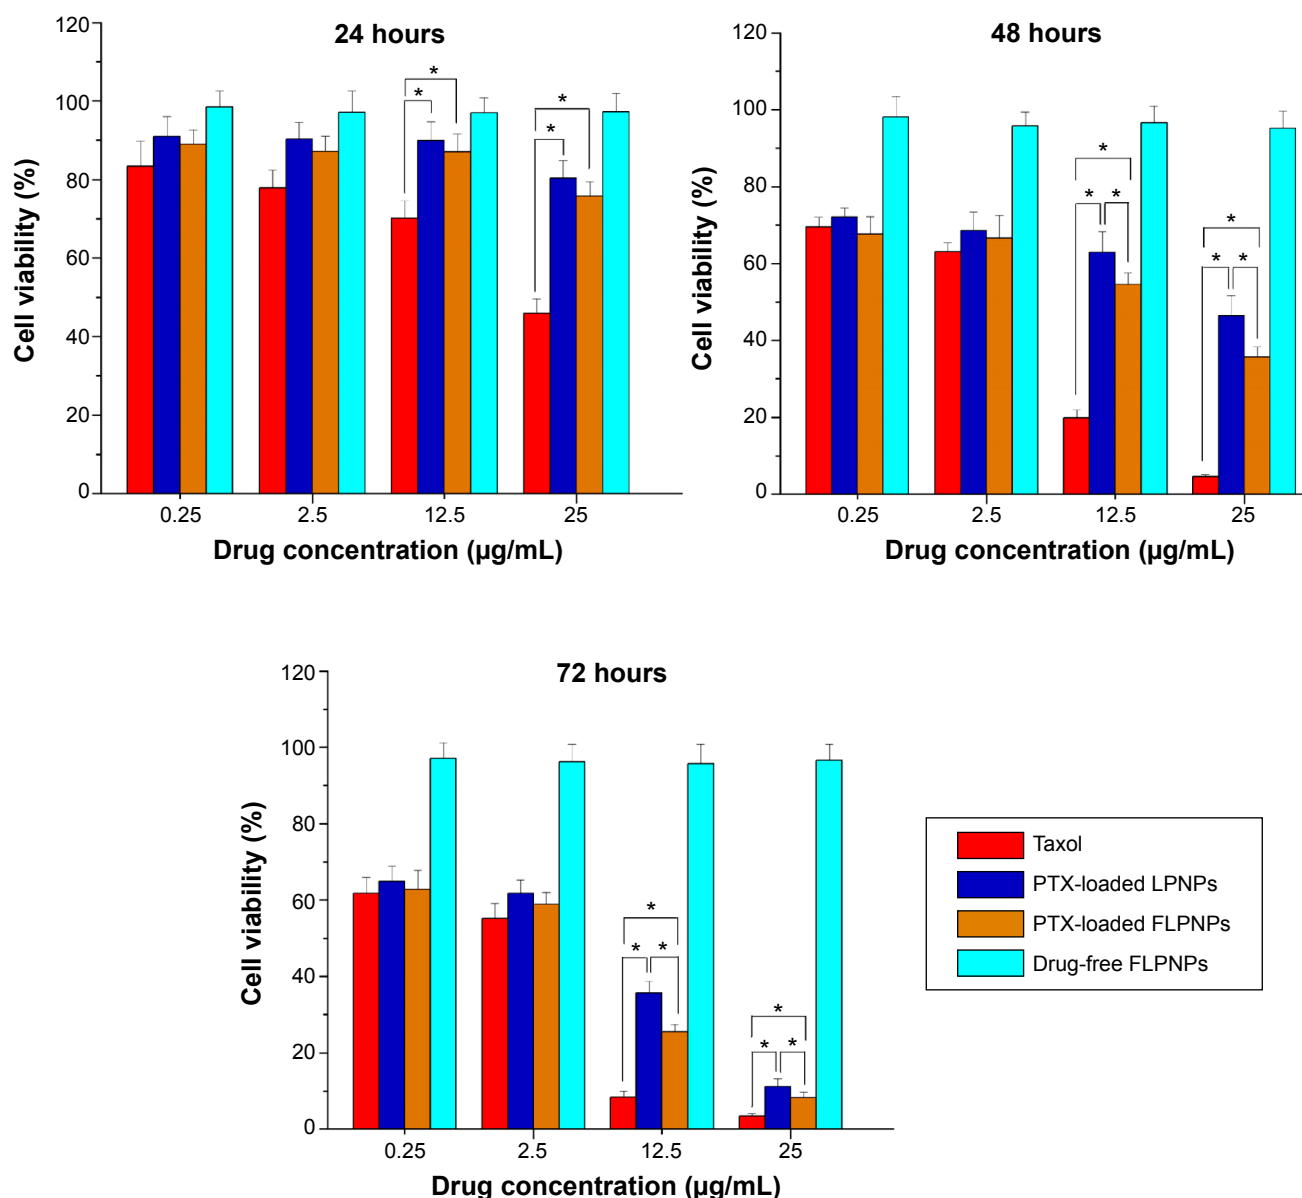 24 hours
120
100
80
60
40
20
0
Cell viability (%)
* *
* *
0.25 2.5 12.5 25
Drug concentration (µg/mL)
48 hours
120
100
80
60
40
20
0
Cell viability (%)
*
* *
*
* *
0.25 2.5 12.5 25
Drug concentration (µg/mL)
72 hours
120
100
80
60
40
20
0
Cell viability (%)
*
* *
*
* *
0.25 2.5 12.5 25
Drug concentration (µg/mL)
Taxol
PTX-loaded LPNPs
PTX-loaded FLPNPs
Drug-free FLPNPs